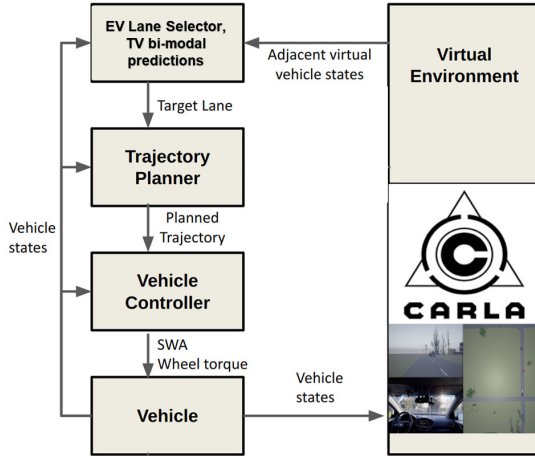 EV Lane Selector,
TV bi-modal
predictions
Adjacent virtual
vehicle states
Virtual
Environment
Target Lane
Trajectory
Planner
Vehicle
states
Planned
Trajectory
Vehicle
Controller
CARLA
SWA
Wheel torque
Vehicle
Vehicle
states